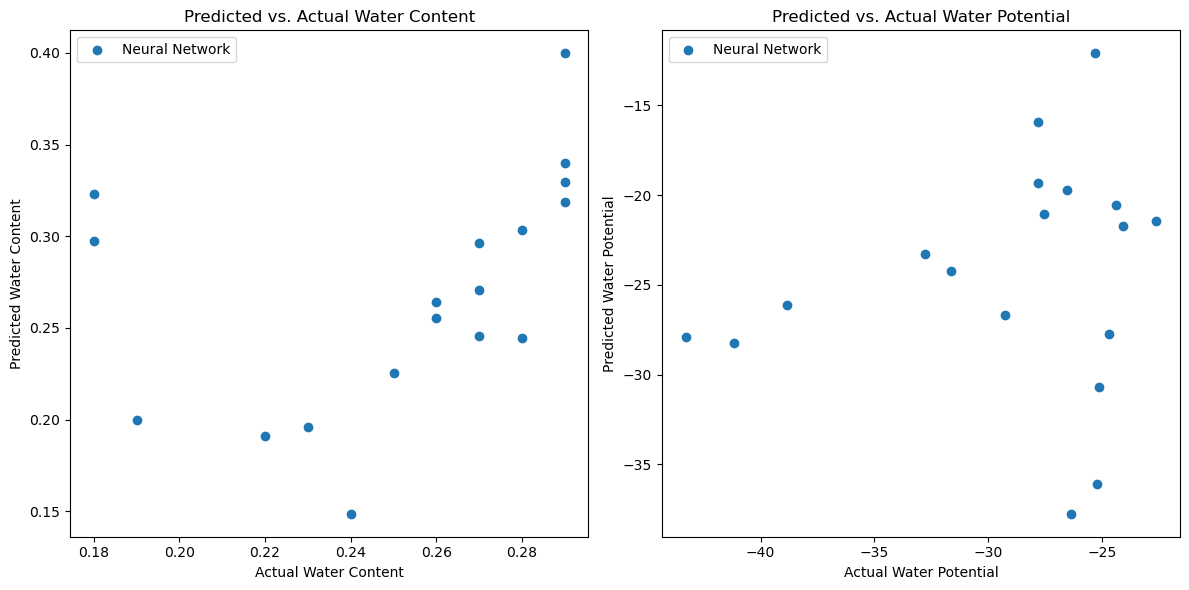 Predicted vs. Actual Water Content
Neural Network
Predicted Water Content
0.40
0.35
0.30
0.25
0.20
0.15
0.18 0.20 0.22 0.24 0.26 0.28
Actual Water Content
Predicted vs. Actual Water Potential
Neural Network
Predicted Water Potential
−15
−20
−25
−30
−35
−40 −35 −30 −25
Actual Water Potential